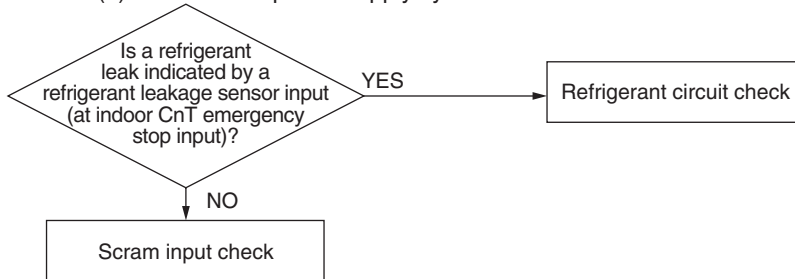 Is a refrigerant
leak indicated by a
refrigerant leakage sensor input
(at indoor CnT emergency
stop input)?
YES
Refrigerant circuit check
NO
Scram input check